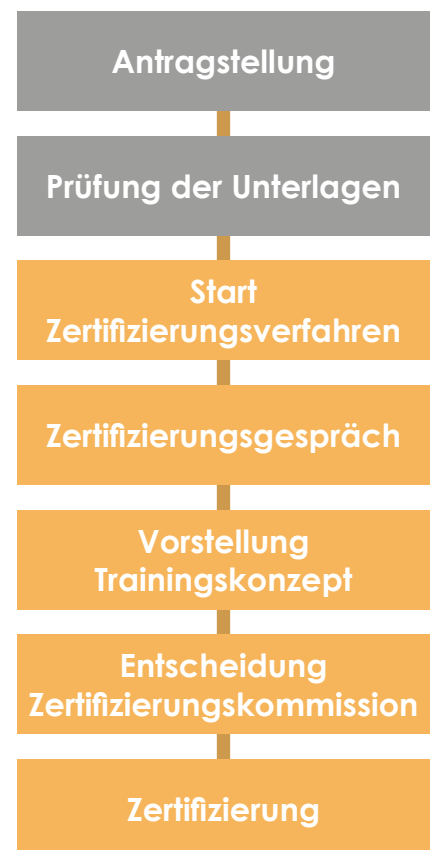 Antragstellung
Prüfung der Unterlagen
Start
Zertifizierungsverfahren
Zertifizierungsgespräch
Vorstellung
Trainingskonzept
Entscheidung
Zertifizierungskommission
Zertifizierung